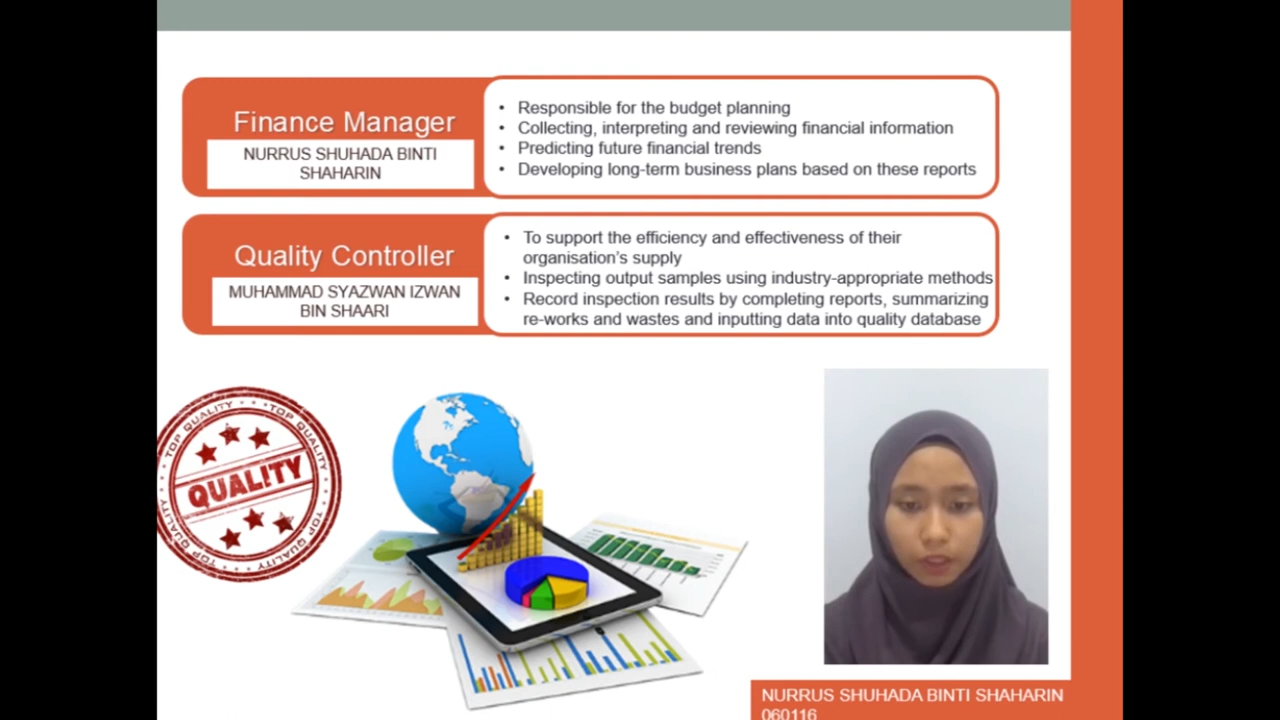 Finance Manager
NURRUS SHUHADA BINTI
SHAHARIN
• Responsible for the budget planning
• Collecting, interpreting and reviewing financial information
• Predicting future financial trends
• Developing long-term business plans based on these reports
Quality Controller
MUHAMMAD SYAZWAN IZWAN
BIN SHAARI
• To support the efficiency and effectiveness of their
organisation's supply
• Inspecting output samples using industry-appropriate methods
• Record inspection results by completing reports, summarizing
re-works and wastes and inputting data into quality database
TOP QUALITY • • TOP QUALITY
QUALITY
TOP QUALITY • • TOP QUALITY
NURRUS SHUHADA BINTI SHAHARIN
060116